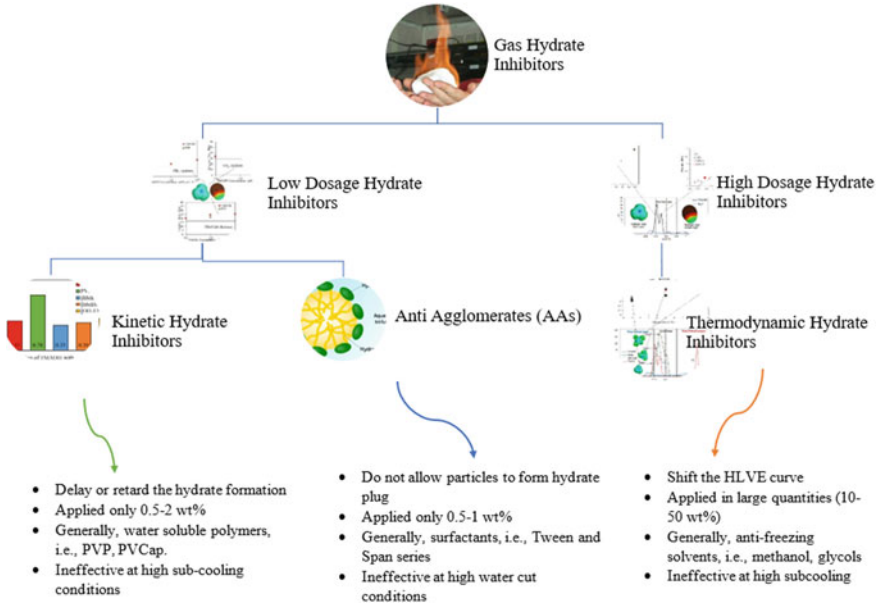 Gas Hydrate
Inhibitors
Low Dosage Hydrate
Inhibitors
High Dosage Hydrate
Inhibitors
Kinetic Hydrate
Inhibitors
Anti Agglomerates (AAs)
Thermodynamic Hydrate
Inhibitors
• Delay or retard the hydrate formation
• Applied only 0.5-2 wt%
• Generally, water soluble polymers,
i.e., PVP, PVCap.
• Ineffective at high sub-cooling
conditions
• Do not allow particles to form hydrate
plug
• Applied only 0.5-1 wt%
• Generally, surfactants, i.e., Tween and
Span series
• Ineffective at high water cut
conditions
• Shift the HLVE curve
• Applied in large quantities (10-
50 wt%)
• Generally, anti-freezing
solvents, i.e., methanol, glycols
• Ineffective at high subcooling